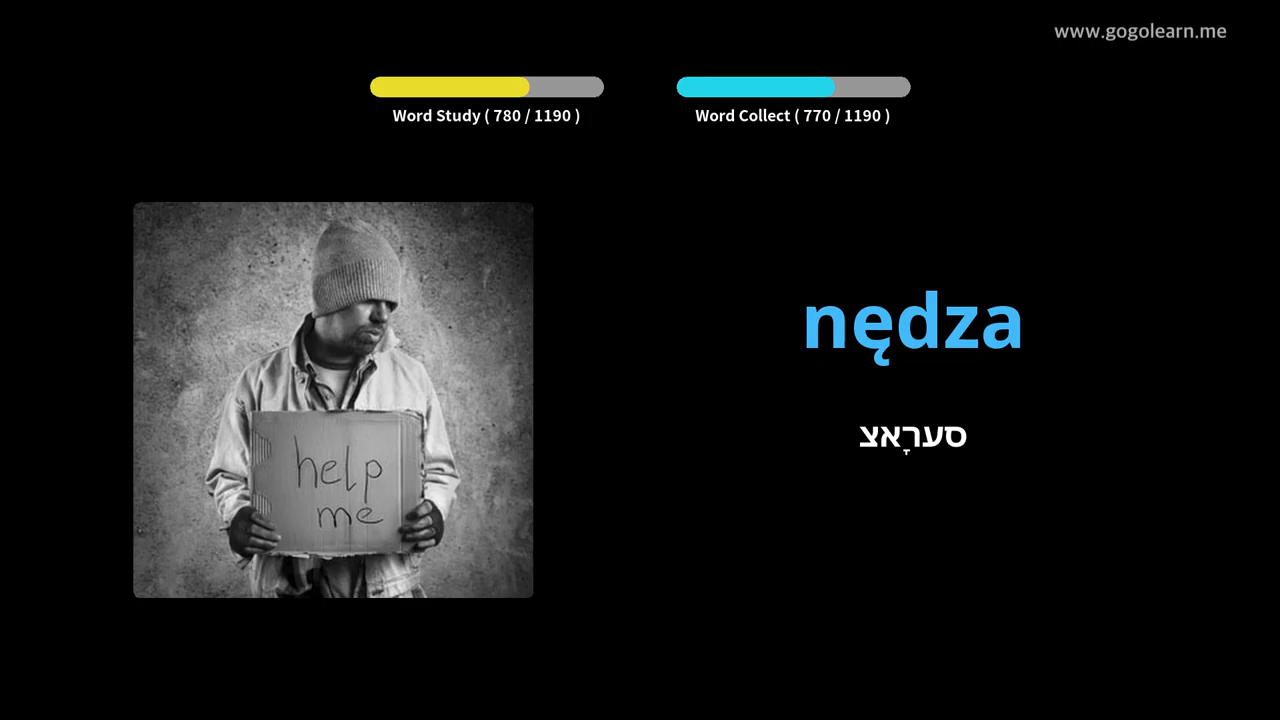 www.gogolearn.me
Word Study ( 780 / 1190 )
Word Collect ( 770 / 1190 )
help
me
nędza
סערָאצ